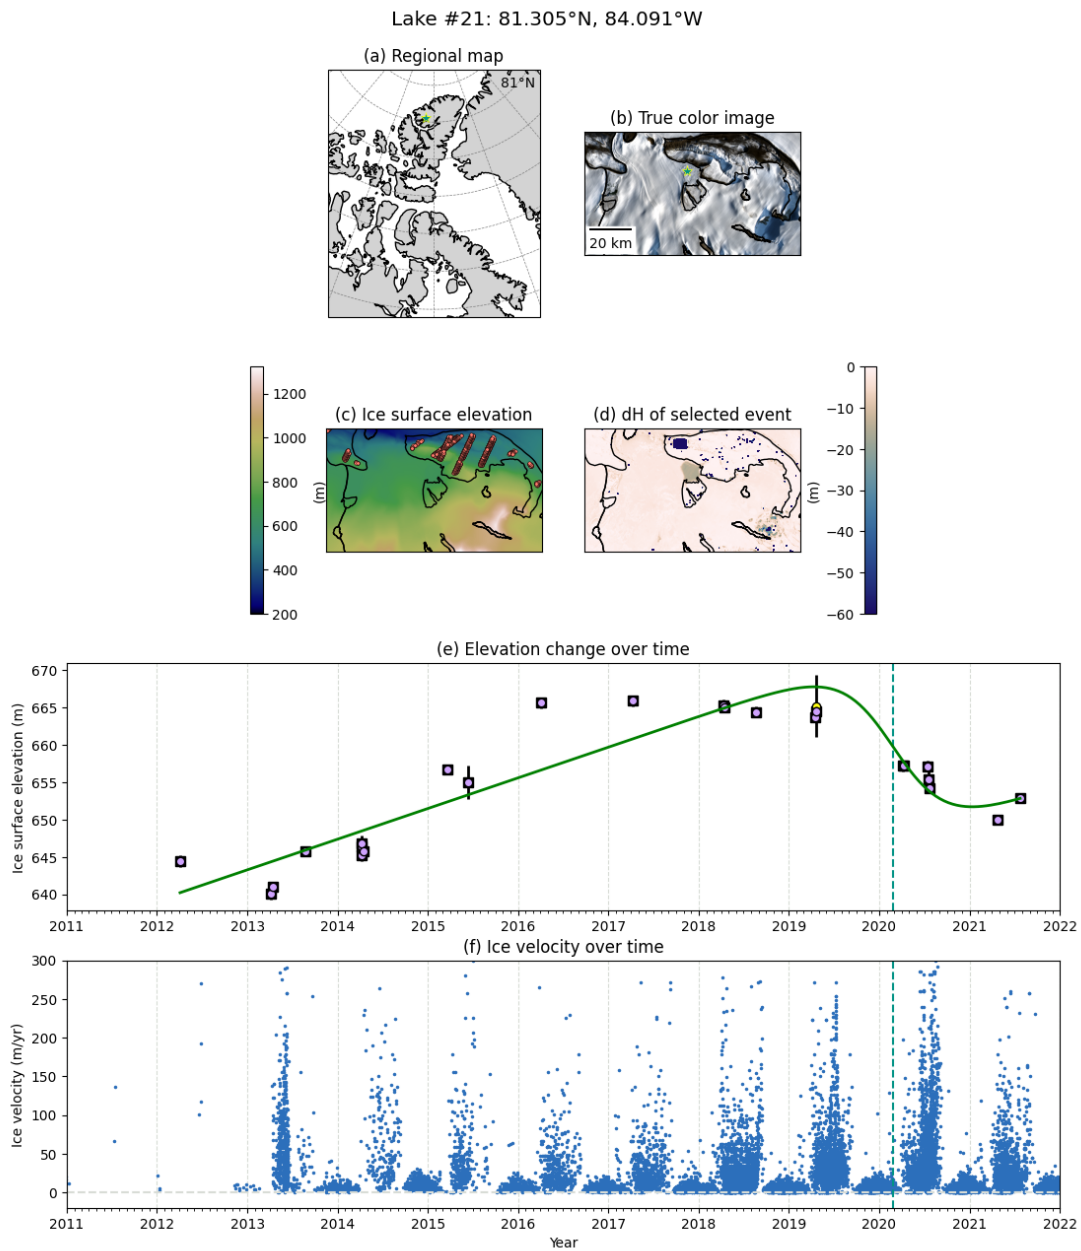 Lake #21: 81.305°N, 84.091°W
(a) Regional map
81°N
(b) True color image
20 km
(c) Ice surface elevation
1200
1000
800
600
400
200
(m)
(d) dH of selected event
0
−10
−20
−30
−40
−50
−60
(m)
(e) Elevation change over time
Ice surface elevation (m)
670
665
660
655
650
645
640
2011 2012 2013 2014 2015 2016 2017 2018 2019 2020 2021 2022
(f) Ice velocity over time
Ice velocity (m/yr)
300
250
200
150
100
50
0
2011 2012 2013 2014 2015 2016 2017 2018 2019 2020 2021 2022
Year